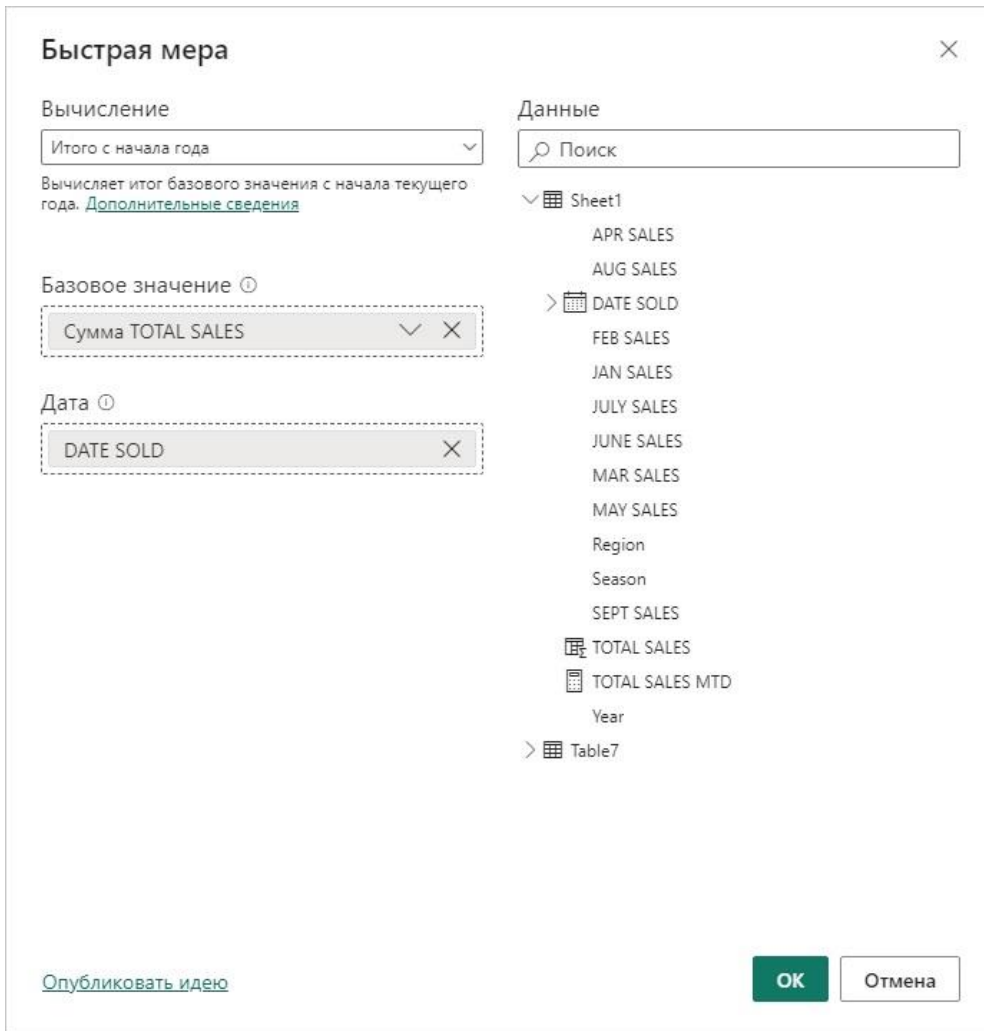 Быстрая мера
Вычисление
Итого с начала года
Вычисляет итог базового значения с начала текущего
года. Дополнительные сведения
Базовое значение
Сумма TOTAL SALES
Дата
DATE SOLD
Данные
Поиск
Sheet1
APR SALES
AUG SALES
DATE SOLD
FEB SALES
JAN SALES
JULY SALES
JUNE SALES
MAR SALES
MAY SALES
Region
Season
SEPT SALES
TOTAL SALES
TOTAL SALES MTD
Year
Table7
Опубликовать идею
ОК
Отмена